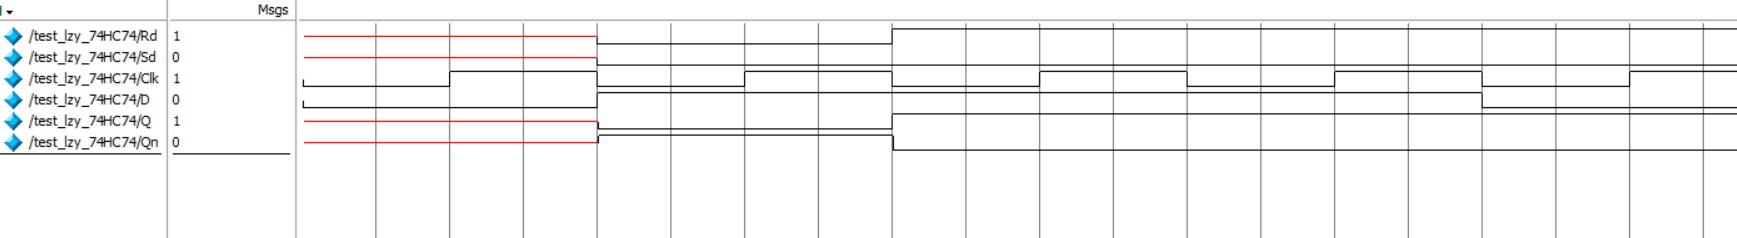 Msgs
/test_lzy_74HC74/Rd 1
/test_lzy_74HC74/Sd 0
/test_lzy_74HC74/Clk 1
/test_lzy_74HC74/D 0
/test_lzy_74HC74/Q 1
/test_lzy_74HC74/Qn 0